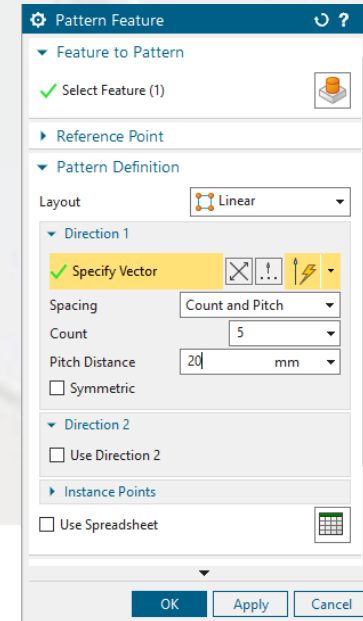 Pattern Feature
?
Feature to Pattern
Select Feature (1)
Reference Point
Pattern Definition
Layout Linear
Direction 1
Specify Vector
Spacing Count and Pitch
Count 5
Pitch Distance 20 mm
Symmetric
Direction 2
Use Direction 2
Instance Points
Use Spreadsheet
OK Apply Cancel